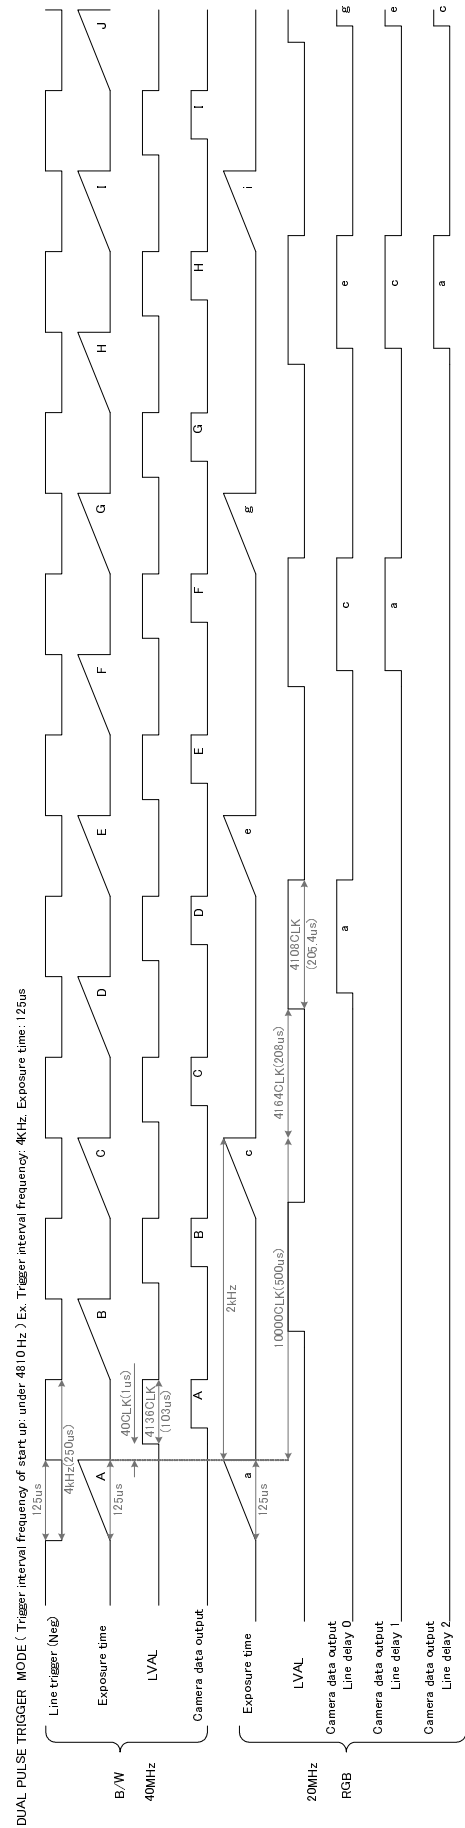 DUAL PULSE TRIGGER MODE ( Trigger interval frequency of start up: under 4810 Hz ) Ex. Trigger interval frequency: 4KHz, Exposure time: 125us
Line trigger (Neg)
125us
4kHz(250us)
Exposure time
125us
A
B
C
D
E
F
G
H
I
J
B/W
40MHz
LVAL
40CLK(1us)
4136CLK
(103us)
Camera data output
A
B
C
D
E
F
G
H
I
Exposure time
125us
a
2kHz
c
e
g
i
20MHz
RGB
LVAL
10000CLK(500us)
4164CLK(208us)
4108CLK
(205.4us)
Camera data output
Line delay 0
a
c
e
g
Camera data output
Line delay 1
a
c
e
Camera data output
Line delay 2
a
c